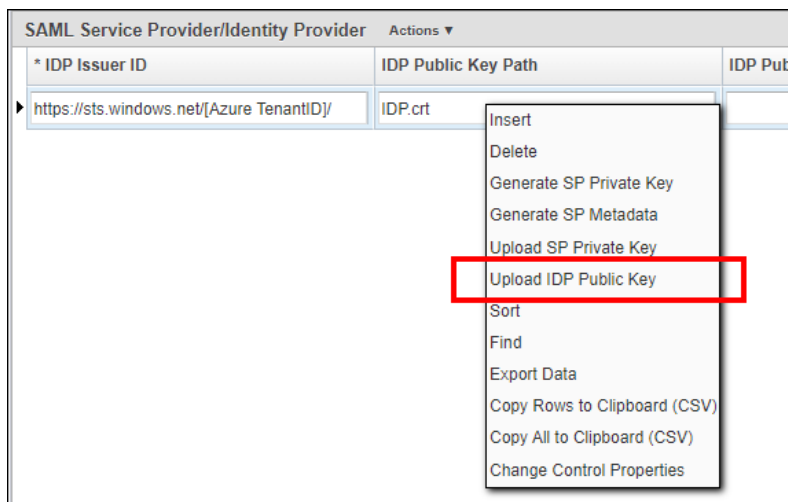 SAML Service Provider/Identity Provider Actions ▼
* IDP Issuer ID IDP Public Key Path IDP Pub
https://sts.windows.net/[Azure TenantID]/ IDP.crt
Insert
Delete
Generate SP Private Key
Generate SP Metadata
Upload SP Private Key
Upload IDP Public Key
Sort
Find
Export Data
Copy Rows to Clipboard (CSV)
Copy All to Clipboard (CSV)
Change Control Properties